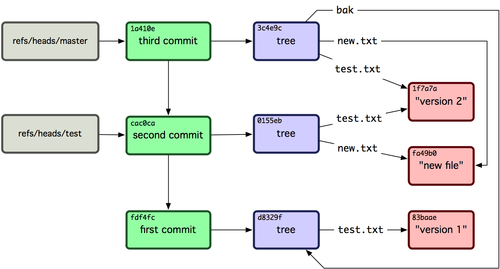 bak
1a410e
3c4e9c
refs/heads/master
third commit
tree
new.txt
test.txt
1f7a7a
"version 2"
cac0ca
0155eb
test.txt
refs/heads/test
second commit
tree
new.txt
fa49b0
"new file"
fdf4fc
d8329f
83baae
first commit
tree
test.txt
"version 1"